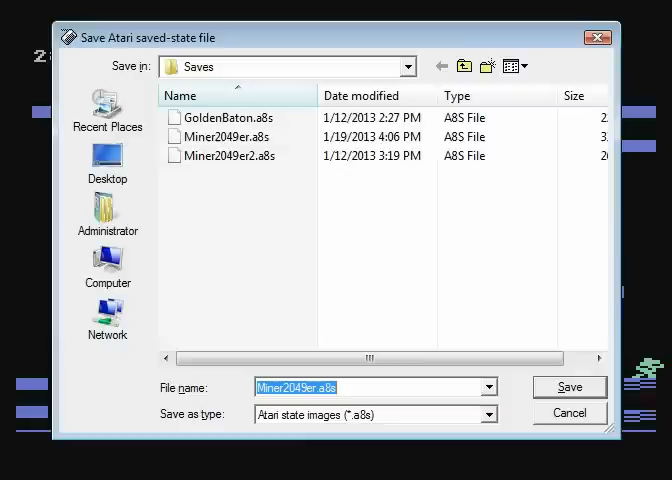 Save Atari saved-state file
Save in: Saves
Name Date modified Type Size
GoldenBaton.a8s 1/12/2013 2:27 PM A8S File
Miner2049er.a8s 1/19/2013 4:06 PM A8S File
Miner2049er2.a8s 1/12/2013 3:19 PM A8S File
Recent Places
Desktop
Administrator
Computer
Network
File name: Miner2049er.a8s Save
Save as type: Atari state images (*.a8s) Cancel